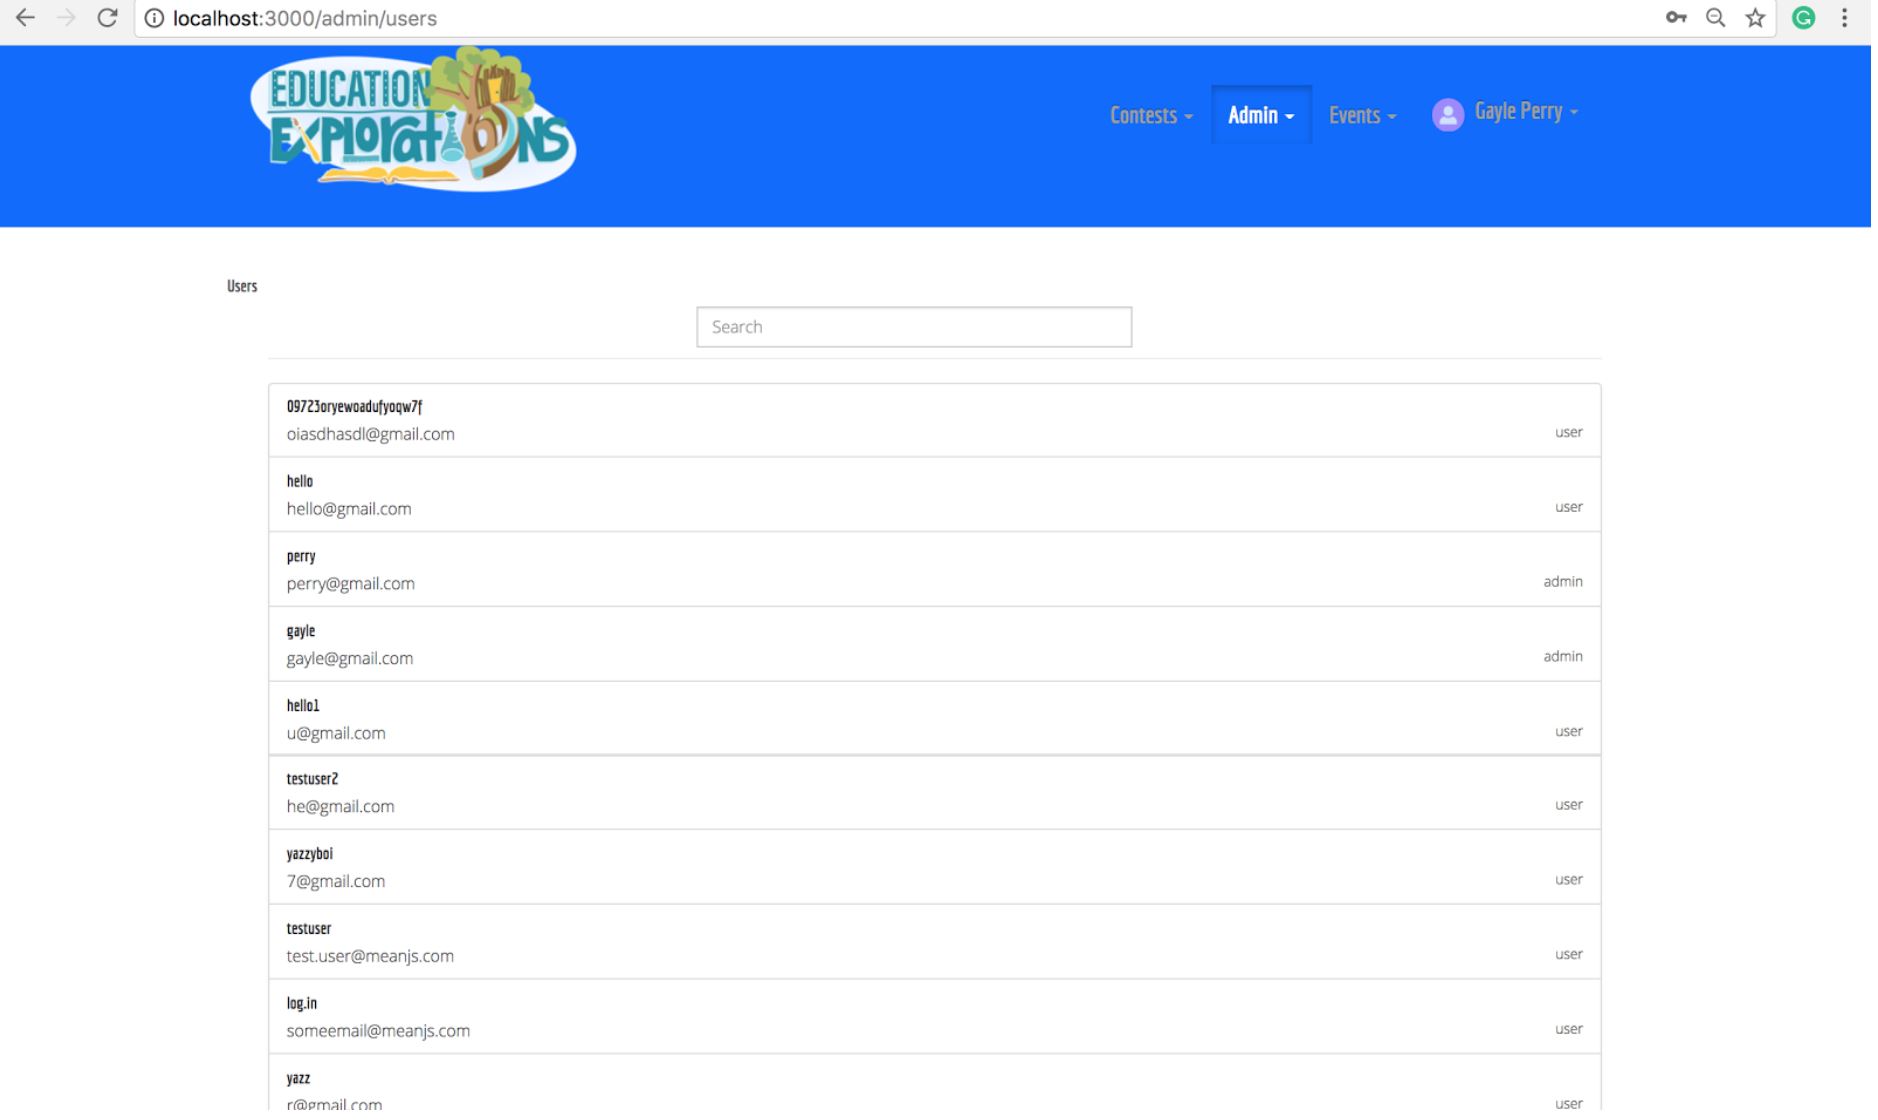 localhost:3000/admin/users
EDUCATION
EXPLORATIONS
Contests
Admin
Events
Gayle Perry
Users
Search
09723oryewoadufyoqw7f
oiasdhasdl@gmail.com
user
hello
hello@gmail.com
user
perry
perry@gmail.com
admin
gayle
gayle@gmail.com
admin
hello1
u@gmail.com
user
testuser2
he@gmail.com
user
yazzyboi
7@gmail.com
user
testuser
test.user@meanjs.com
user
log.in
someemail@meanjs.com
user
yazz
r@gmail.com
user